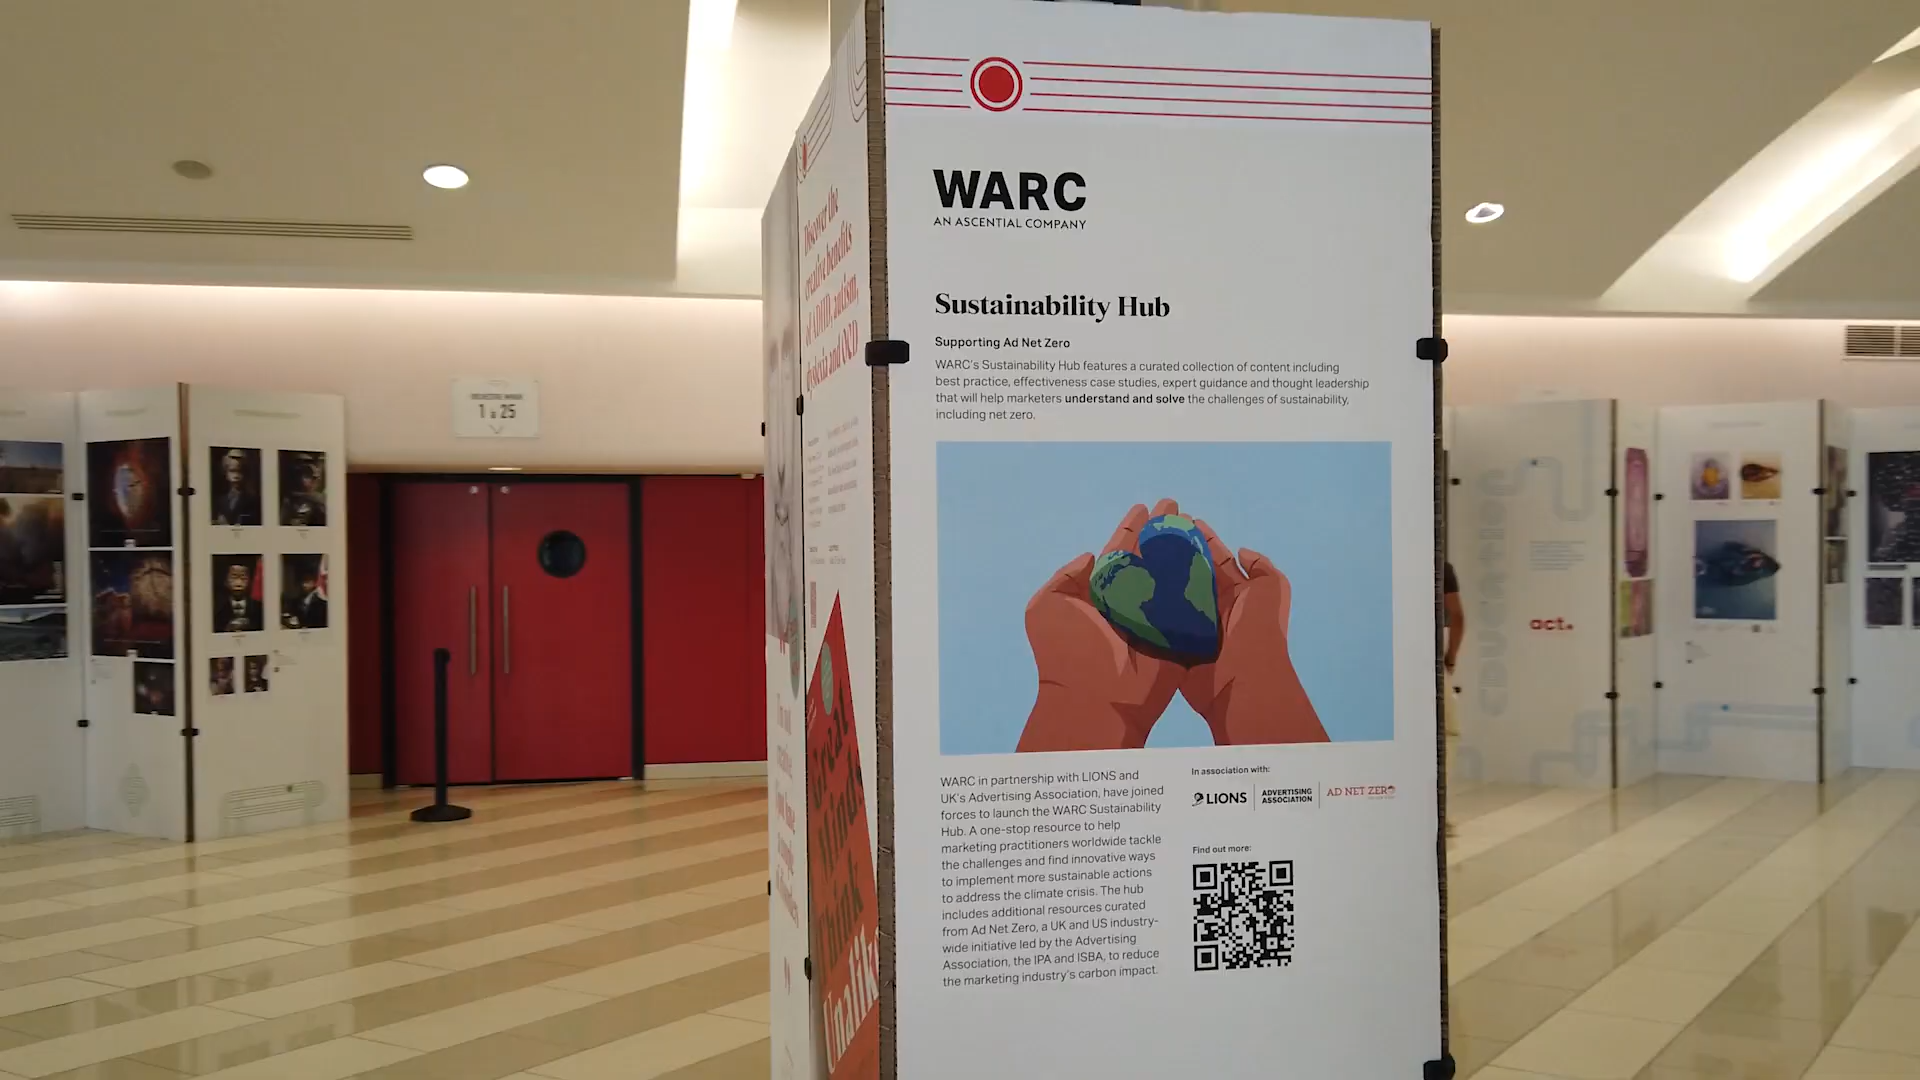 WARC
AN ASCENTIAL COMPANY
Sustainability Hub
Supporting Ad Net Zero
WARC's Sustainability Hub features a curated collection of content including
best practice, effectiveness case studies, expert guidance and thought leadership
that will help marketers understand and solve the challenges of sustainability,
including net zero.
WARC in partnership with LIONS and
UK's Advertising Association, have joined
forces to launch the WARC Sustainability
Hub. A one-stop resource to help
marketing practitioners worldwide tackle
the challenges and find innovative ways
to implement more sustainable actions
to address the climate crisis. The hub
includes additional resources curated
from Ad Net Zero, a UK and US industry-
wide initiative led by the Advertising
Association, the IPA and ISBA, to reduce
the marketing industry's carbon impact.
In association with:
LIONS
ADVERTISING
ASSOCIATION
AD NET ZERO
Find out more:
Discover the
creative benefits
of ADHD, autism,
dyslexia and OCD
Great
Minds
Think
Unalik
1 à 25
act.